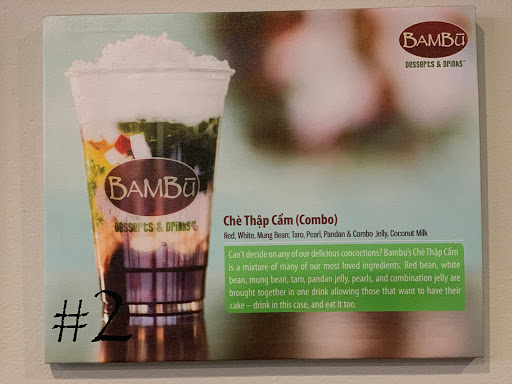 BAMBŪ
Desserts & Drinks™
BAMBŪ
Desserts & Drinks™
Chè Thập Cẩm (Combo)
Red, White, Mung Bean; Taro, Pearl, Pandan & Combo Jelly, Coconut Milk
Can't decide on any of our delicious concoctions? Bambu's Chè Thập Cẩm
is a mixture of many of our most loved ingredients. Red bean, white
bean, mung bean, taro, pandan jelly, pearls, and combination jelly are
brought together in one drink allowing those that want to have their
cake – drink in this case, and eat it too.
#2